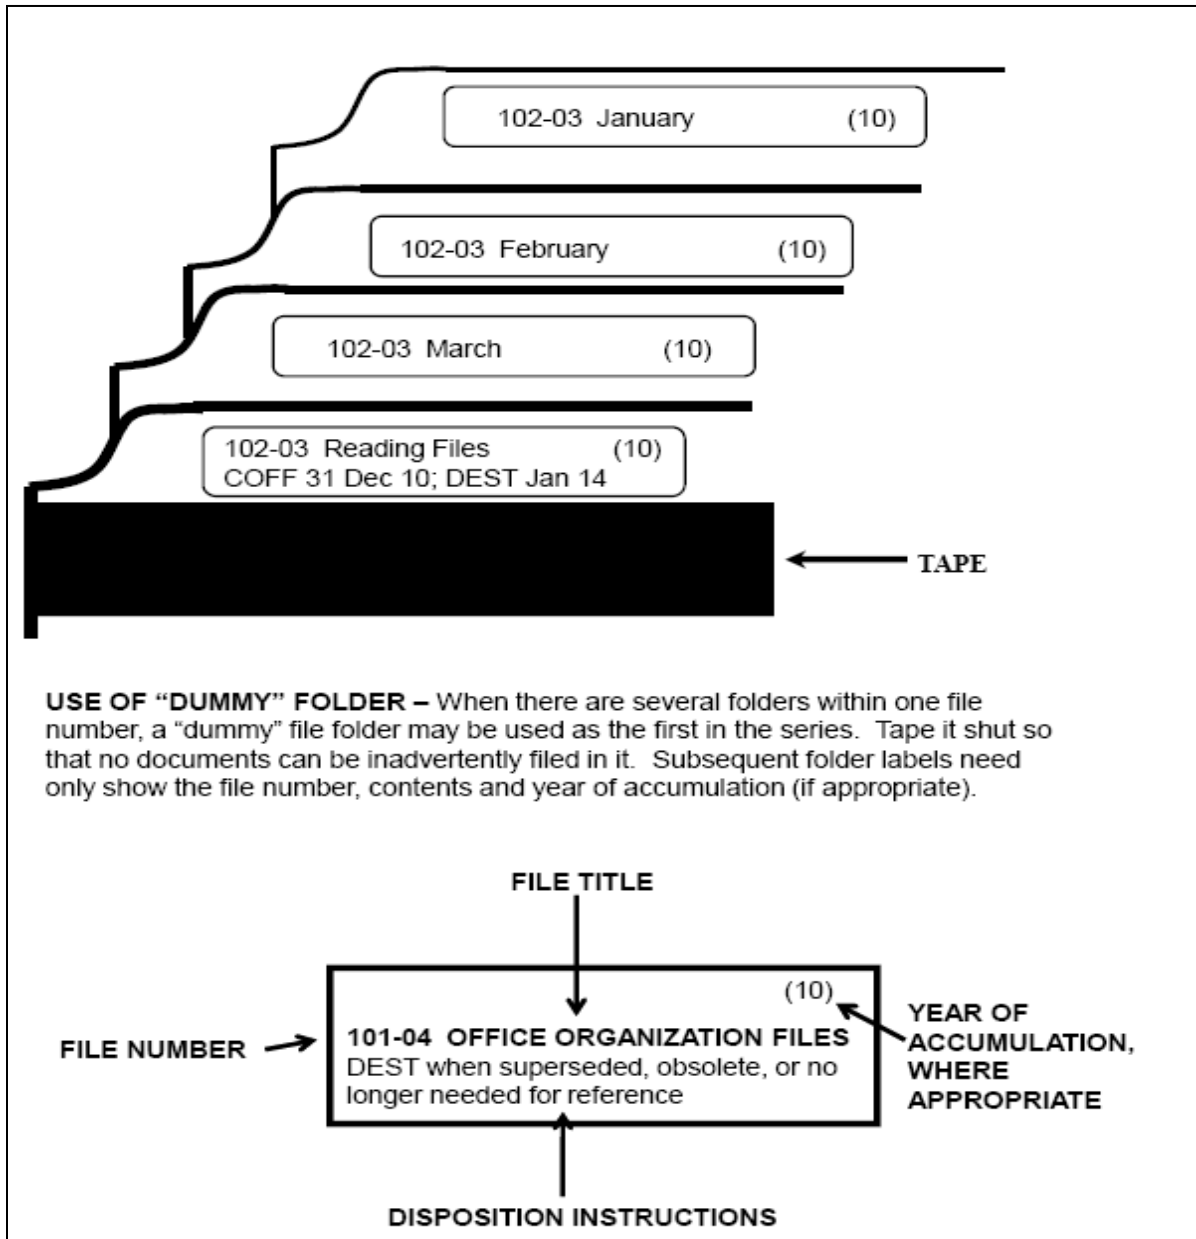 102-03 January (10)
102-03 February (10)
102-03 March (10)
102-03 Reading Files (10)
COFF 31 Dec 10; DEST Jan 14
TAPE
USE OF “DUMMY” FOLDER – When there are several folders within one file
number, a “dummy” file folder may be used as the first in the series. Tape it shut so
that no documents can be inadvertently filed in it. Subsequent folder labels need
only show the file number, contents and year of accumulation (if appropriate).
FILE TITLE
(10)
101-04 OFFICE ORGANIZATION FILES
DEST when superseded, obsolete, or no
longer needed for reference
FILE NUMBER
YEAR OF
ACCUMULATION,
WHERE
APPROPRIATE
DISPOSITION INSTRUCTIONS